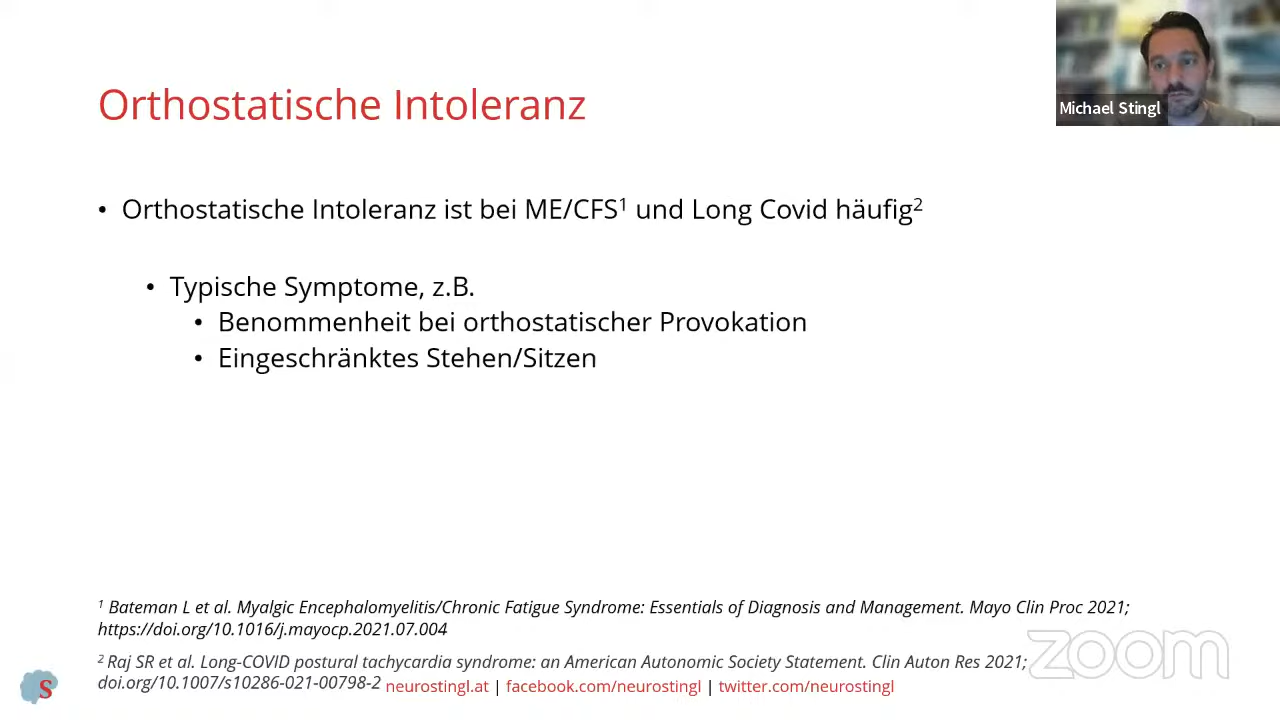 Michael Stingl
Orthostatische Intoleranz
• Orthostatische Intoleranz ist bei ME/CFS¹ und Long Covid häufig²
• Typische Symptome, z.B.
• Benommenheit bei orthostatischer Provokation
• Eingeschränktes Stehen/Sitzen
¹ Bateman L et al. Myalgic Encephalomyelitis/Chronic Fatigue Syndrome: Essentials of Diagnosis and Management. Mayo Clin Proc 2021;
https://doi.org/10.1016/j.mayocp.2021.07.004
² Raj SR et al. Long-COVID postural tachycardia syndrome: an American Autonomic Society Statement. Clin Auton Res 2021;
doi.org/10.1007/s10286-021-00798-2
neurostingl.at | facebook.com/neurostingl | twitter.com/neurostingl
S
zoom